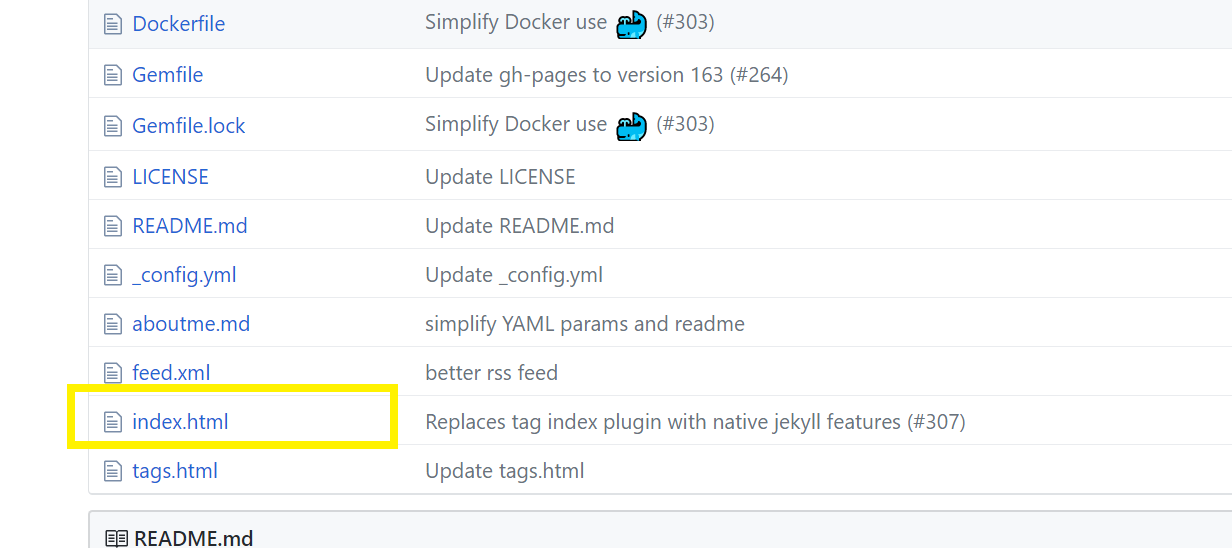 Dockerfile Simplify Docker use (#303)
Gemfile Update gh-pages to version 163 (#264)
Gemfile.lock Simplify Docker use (#303)
LICENSE Update LICENSE
README.md Update README.md
_config.yml Update _config.yml
aboutme.md simplify YAML params and readme
feed.xml better rss feed
index.html Replaces tag index plugin with native jekyll features (#307)
tags.html Update tags.html
README.md